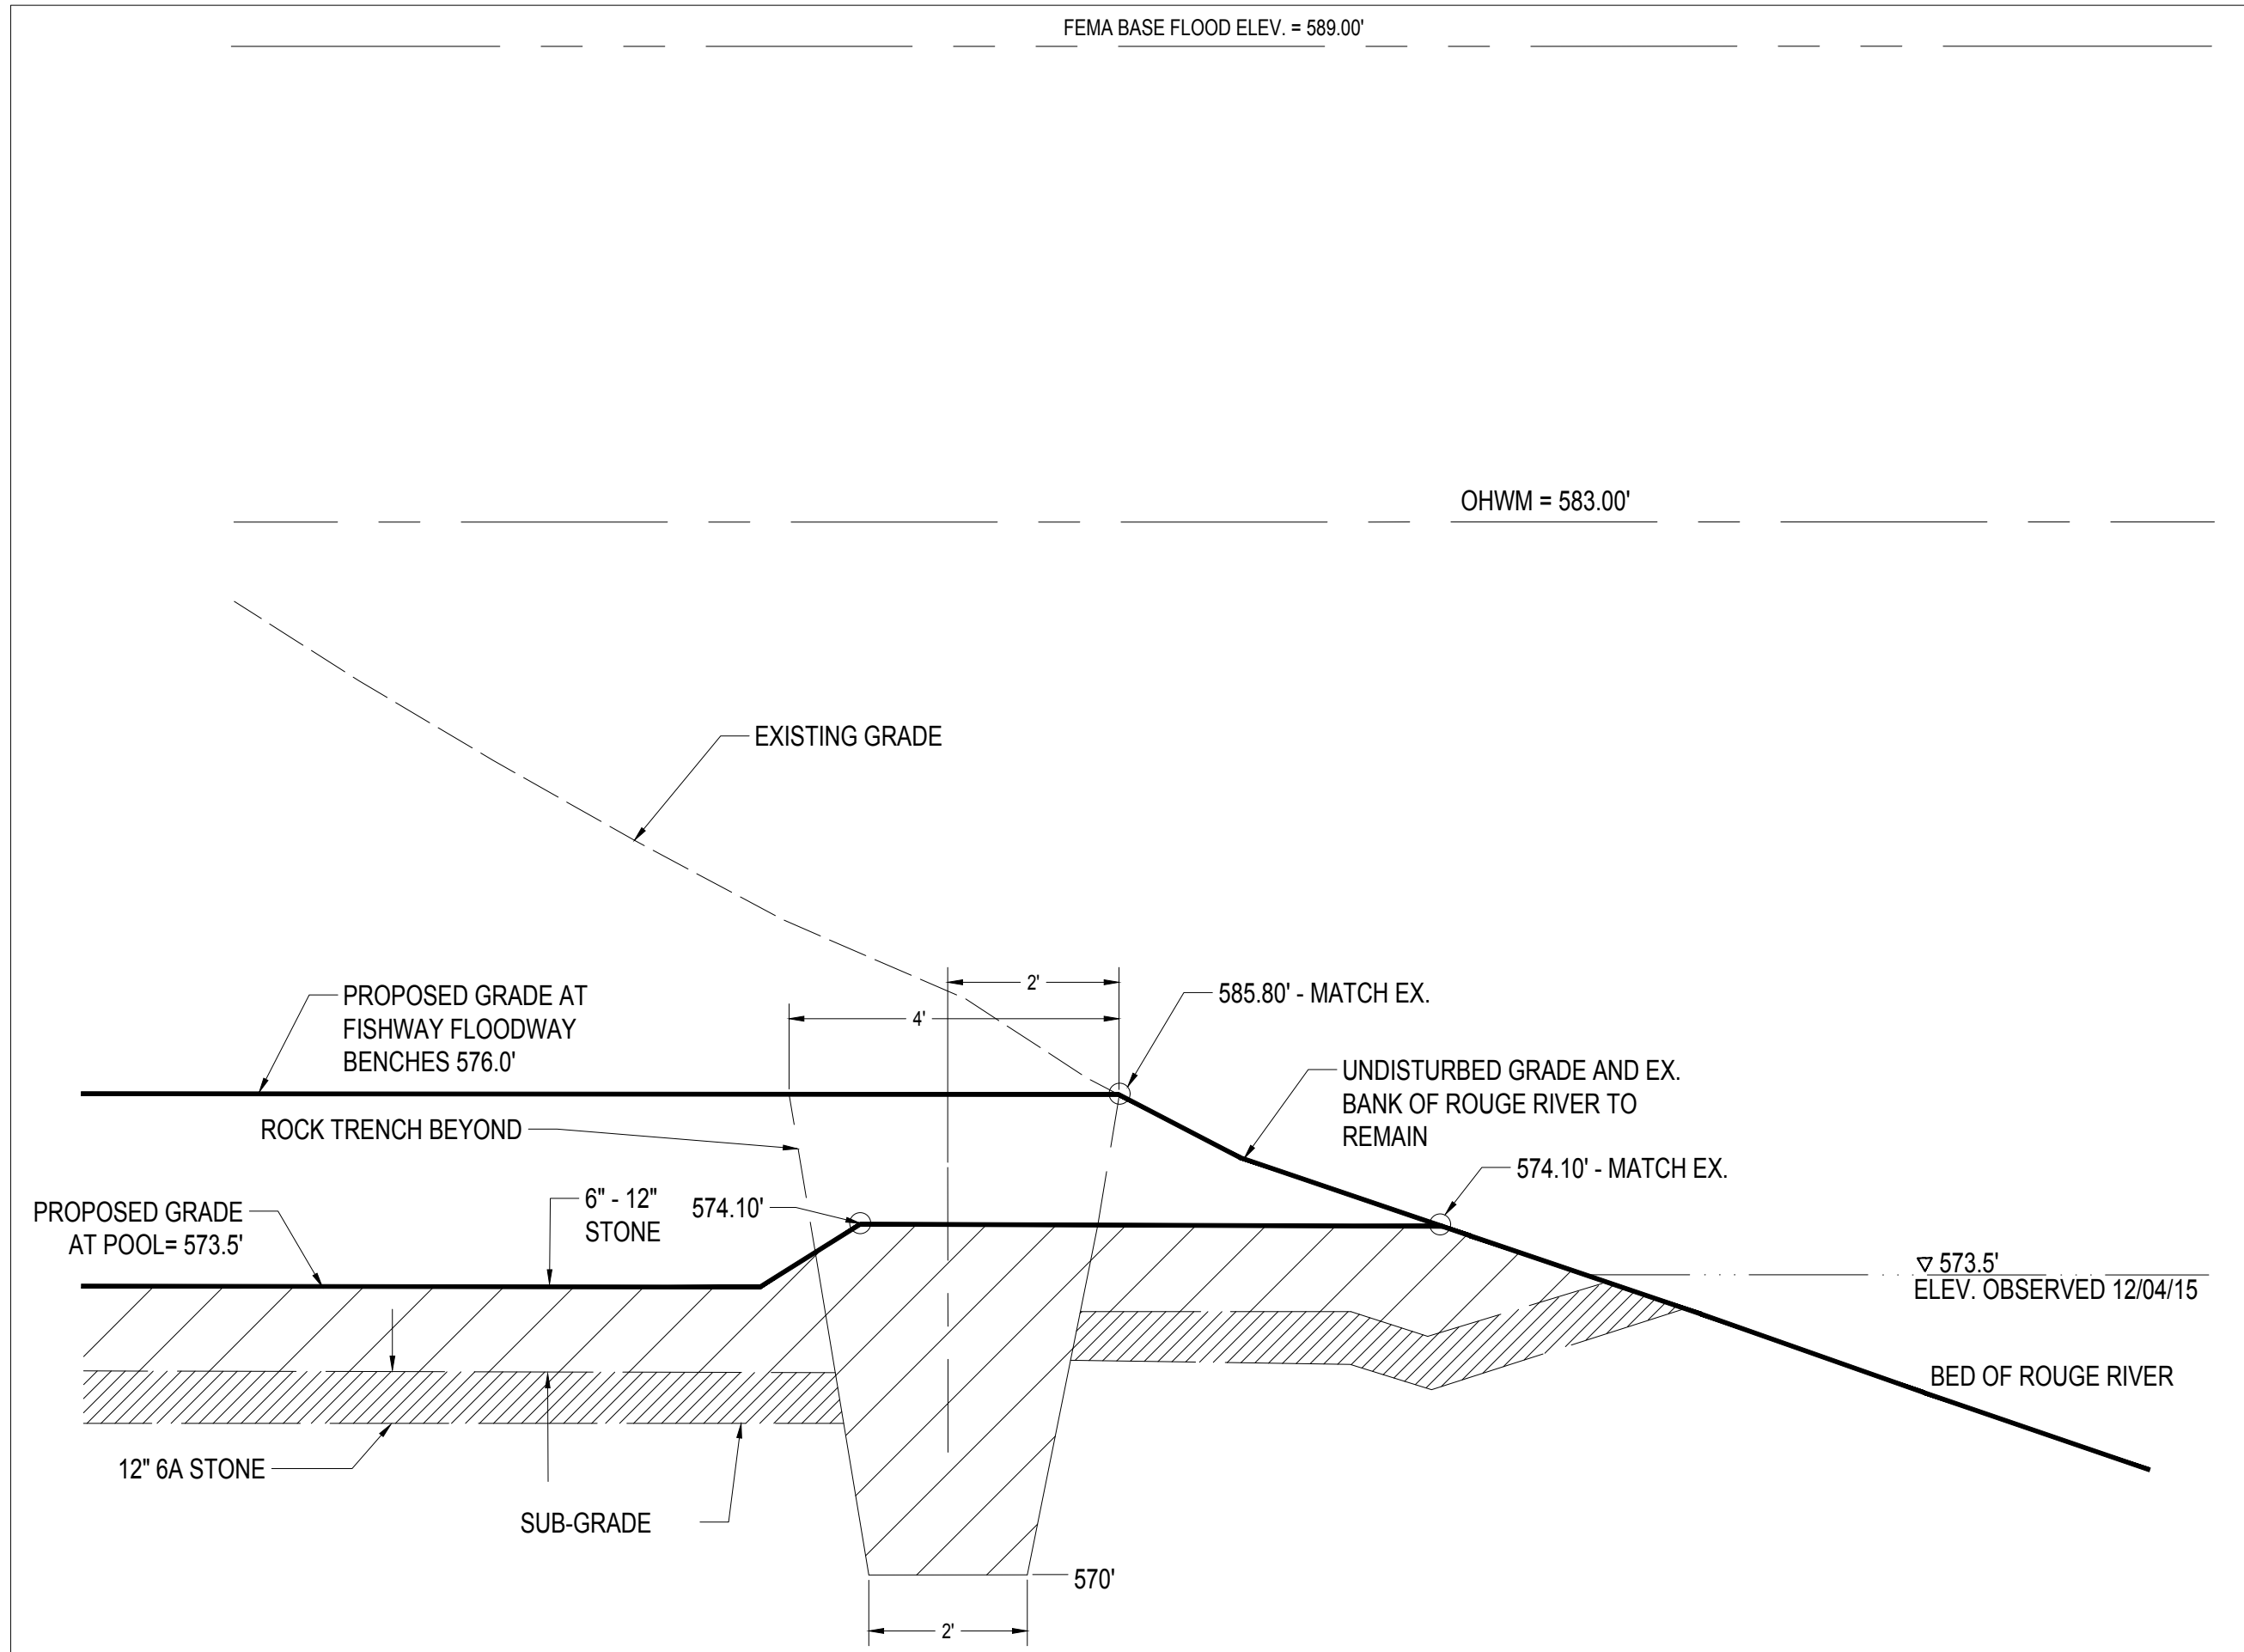 FEMA BASE FLOOD ELEV. = 589.00'
OHWM = 583.00'
EXISTING GRADE
2'
4'
585.80' - MATCH EX.
PROPOSED GRADE AT
FISHWAY FLOODWAY
BENCHES 576.0'
UNDISTURBED GRADE AND EX.
BANK OF ROUGE RIVER TO
REMAIN
ROCK TRENCH BEYOND
574.10' - MATCH EX.
PROPOSED GRADE
AT POOL= 573.5'
6" - 12"
STONE
574.10'
573.5'
ELEV. OBSERVED 12/04/15
BED OF ROUGE RIVER
12" 6A STONE
SUB-GRADE
570'
2'